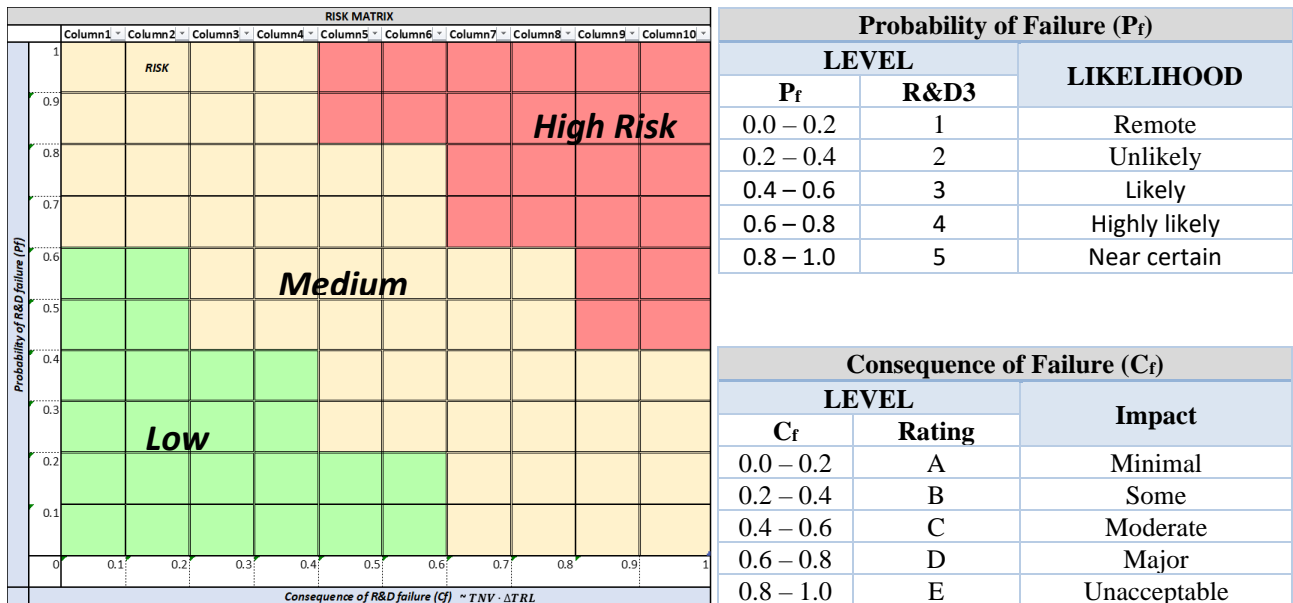 RISK MATRIX
Column1 Column2 Column3 Column4 Column5 Column6 Column7 Column8 Column9 Column10
1
RISK
0.9
High Risk
0.8
0.7
0.6
Medium
0.5
0.4
0.3
Low
0.2
0.1
0 0.1 0.2 0.3 0.4 0.5 0.6 0.7 0.8 0.9 1
Probability of R&D failure (Pf)
Consequence of R&D failure (Cf) ~ TNV · ΔTRL
Probability of Failure (Pf)
LEVEL LIKELIHOOD
Pf R&D3
0.0 – 0.2 1 Remote
0.2 – 0.4 2 Unlikely
0.4 – 0.6 3 Likely
0.6 – 0.8 4 Highly likely
0.8 – 1.0 5 Near certain
Consequence of Failure (Cf)
LEVEL Impact
Cf Rating
0.0 – 0.2 A Minimal
0.2 – 0.4 B Some
0.4 – 0.6 C Moderate
0.6 – 0.8 D Major
0.8 – 1.0 E Unacceptable